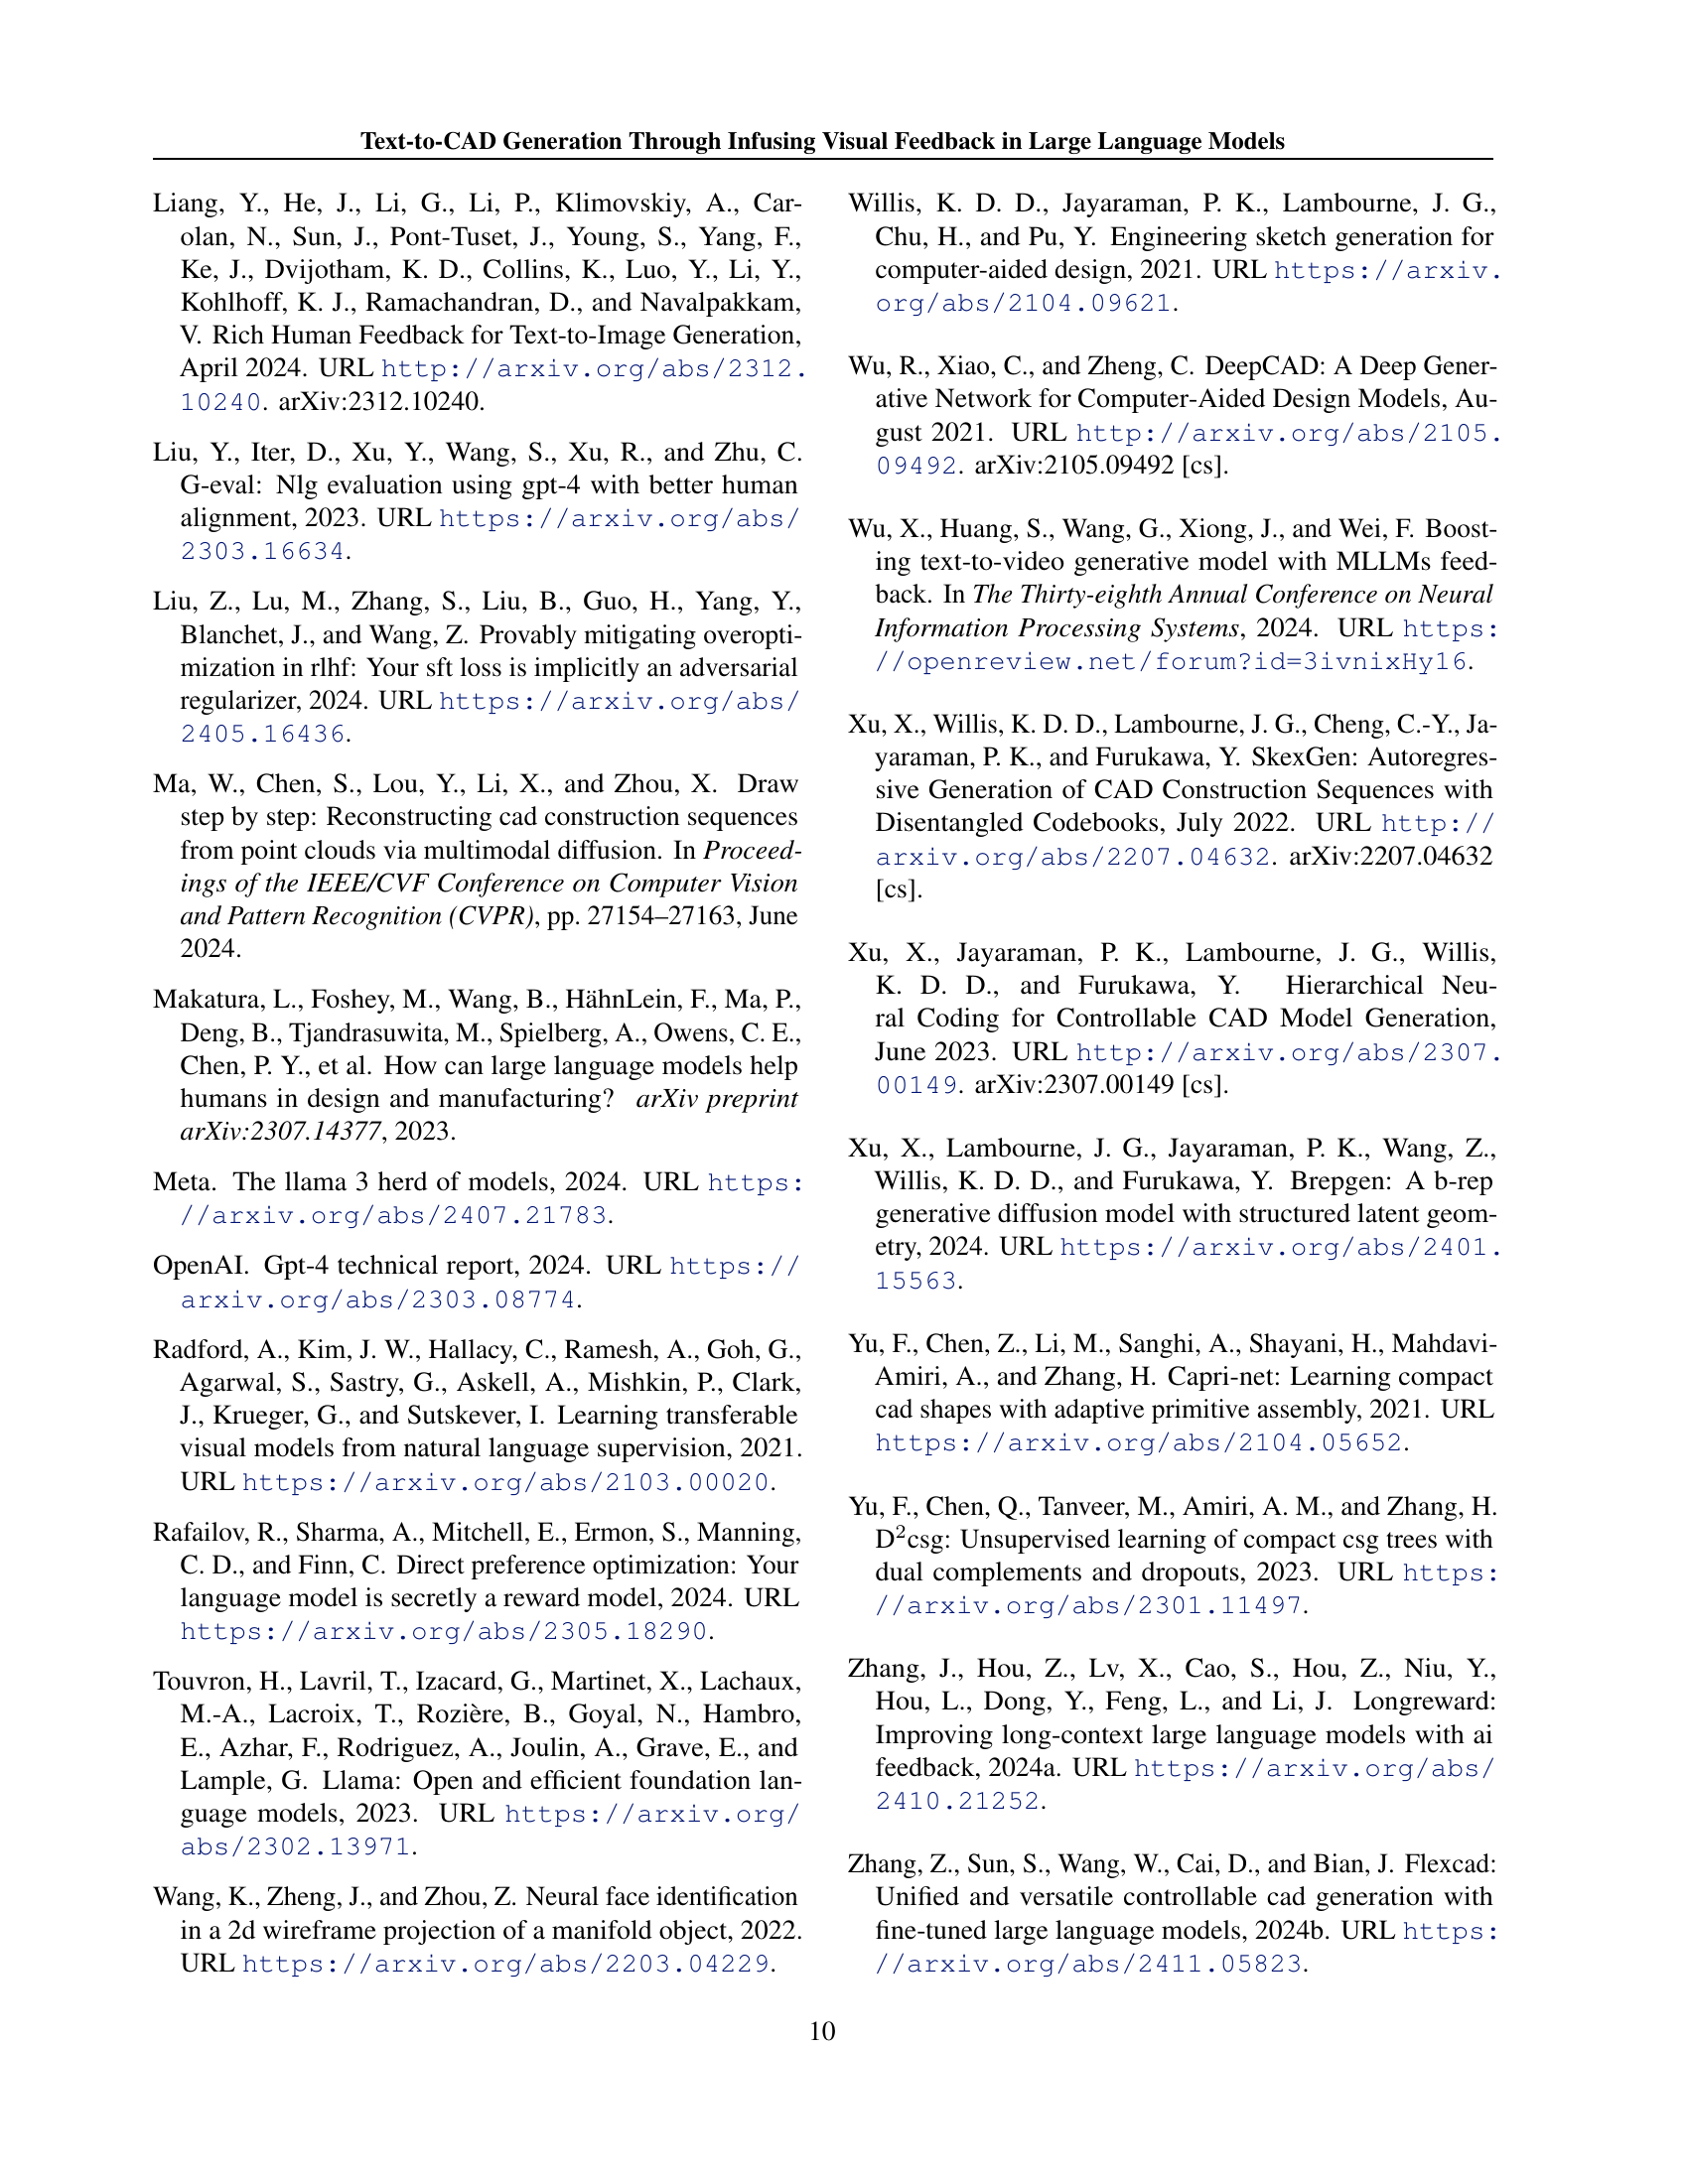 Text-to-CAD Generation Through Infusing Visual Feedback in Large Language Models
Liang, Y., He, J., Li, G., Li, P., Klimovskiy, A., Car-
olan, N., Sun, J., Pont-Tuset, J., Young, S., Yang, F.,
Ke, J., Dvijotham, K. D., Collins, K., Luo, Y., Li, Y.,
Kohlhoff, K. J., Ramachandran, D., and Navalpakkam,
V. Rich Human Feedback for Text-to-Image Generation,
April 2024. URL http://arxiv.org/abs/2312.
10240. arXiv:2312.10240.
Liu, Y., Iter, D., Xu, Y., Wang, S., Xu, R., and Zhu, C.
G-eval: Nlg evaluation using gpt-4 with better human
alignment, 2023. URL https://arxiv.org/abs/
2303.16634.
Liu, Z., Lu, M., Zhang, S., Liu, B., Guo, H., Yang, Y.,
Blanchet, J., and Wang, Z. Provably mitigating overopti-
mization in rlhf: Your sft loss is implicitly an adversarial
regularizer, 2024. URL https://arxiv.org/abs/
2405.16436.
Ma, W., Chen, S., Lou, Y., Li, X., and Zhou, X. Draw
step by step: Reconstructing cad construction sequences
from point clouds via multimodal diffusion. In Proceed-
ings of the IEEE/CVF Conference on Computer Vision
and Pattern Recognition (CVPR), pp. 27154–27163, June
2024.
Makatura, L., Foshey, M., Wang, B., HähnLein, F., Ma, P.,
Deng, B., Tjandrasuwita, M., Spielberg, A., Owens, C. E.,
Chen, P. Y., et al. How can large language models help
humans in design and manufacturing? arXiv preprint
arXiv:2307.14377, 2023.
Meta. The llama 3 herd of models, 2024. URL https:
//arxiv.org/abs/2407.21783.
OpenAI. Gpt-4 technical report, 2024. URL https://
arxiv.org/abs/2303.08774.
Radford, A., Kim, J. W., Hallacy, C., Ramesh, A., Goh, G.,
Agarwal, S., Sastry, G., Askell, A., Mishkin, P., Clark,
J., Krueger, G., and Sutskever, I. Learning transferable
visual models from natural language supervision, 2021.
URL https://arxiv.org/abs/2103.00020.
Rafailov, R., Sharma, A., Mitchell, E., Ermon, S., Manning,
C. D., and Finn, C. Direct preference optimization: Your
language model is secretly a reward model, 2024. URL
https://arxiv.org/abs/2305.18290.
Touvron, H., Lavril, T., Izacard, G., Martinet, X., Lachaux,
M.-A., Lacroix, T., Rozière, B., Goyal, N., Hambro,
E., Azhar, F., Rodriguez, A., Joulin, A., Grave, E., and
Lample, G. Llama: Open and efficient foundation lan-
guage models, 2023. URL https://arxiv.org/
abs/2302.13971.
Wang, K., Zheng, J., and Zhou, Z. Neural face identification
in a 2d wireframe projection of a manifold object, 2022.
URL https://arxiv.org/abs/2203.04229.
Willis, K. D. D., Jayaraman, P. K., Lambourne, J. G.,
Chu, H., and Pu, Y. Engineering sketch generation for
computer-aided design, 2021. URL https://arxiv.
org/abs/2104.09621.
Wu, R., Xiao, C., and Zheng, C. DeepCAD: A Deep Gener-
ative Network for Computer-Aided Design Models, Au-
gust 2021. URL http://arxiv.org/abs/2105.
09492. arXiv:2105.09492 [cs].
Wu, X., Huang, S., Wang, G., Xiong, J., and Wei, F. Boost-
ing text-to-video generative model with MLLMs feed-
back. In The Thirty-eighth Annual Conference on Neural
Information Processing Systems, 2024. URL https:
//openreview.net/forum?id=3ivnixHy16.
Xu, X., Willis, K. D. D., Lambourne, J. G., Cheng, C.-Y., Ja-
yaraman, P. K., and Furukawa, Y. SkexGen: Autoregres-
sive Generation of CAD Construction Sequences with
Disentangled Codebooks, July 2022. URL http://
arxiv.org/abs/2207.04632. arXiv:2207.04632
[cs].
Xu, X., Jayaraman, P. K., Lambourne, J. G., Willis,
K. D. D., and Furukawa, Y. Hierarchical Neu-
ral Coding for Controllable CAD Model Generation,
June 2023. URL http://arxiv.org/abs/2307.
00149. arXiv:2307.00149 [cs].
Xu, X., Lambourne, J. G., Jayaraman, P. K., Wang, Z.,
Willis, K. D. D., and Furukawa, Y. Brepgen: A b-rep
generative diffusion model with structured latent geom-
etry, 2024. URL https://arxiv.org/abs/2401.
15563.
Yu, F., Chen, Z., Li, M., Sanghi, A., Shayani, H., Mahdavi-
Amiri, A., and Zhang, H. Capri-net: Learning compact
cad shapes with adaptive primitive assembly, 2021. URL
https://arxiv.org/abs/2104.05652.
Yu, F., Chen, Q., Tanveer, M., Amiri, A. M., and Zhang, H.
D²csg: Unsupervised learning of compact csg trees with
dual complements and dropouts, 2023. URL https:
//arxiv.org/abs/2301.11497.
Zhang, J., Hou, Z., Lv, X., Cao, S., Hou, Z., Niu, Y.,
Hou, L., Dong, Y., Feng, L., and Li, J. Longreward:
Improving long-context large language models with ai
feedback, 2024a. URL https://arxiv.org/abs/
2410.21252.
Zhang, Z., Sun, S., Wang, W., Cai, D., and Bian, J. Flexcad:
Unified and versatile controllable cad generation with
fine-tuned large language models, 2024b. URL https:
//arxiv.org/abs/2411.05823.
10